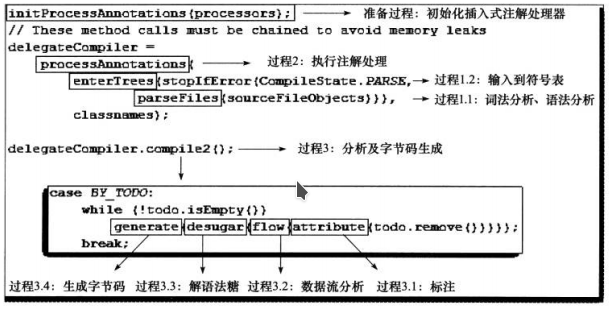 initProcessAnnotations(processors); 准备过程：初始化插入式注解处理器
// These method calls must be chained to avoid memory leaks
delegateCompiler =
processAnnotations( 过程2：执行注解处理
enterTrees(stopIfError(CompileState.PARSE, 过程1.2：输入到符号表
parseFiles(sourceFileObjects))), 过程1.1：词法分析、语法分析
classnames);
delegateCompiler.compile2(); 过程3：分析及字节码生成
case BY_TODO:
while (!todo.isEmpty())
generate(desugar(flow(attribute(todo.remove()))));
break;
过程3.4：生成字节码 过程3.3：解语法糖 过程3.2：数据流分析 过程3.1：标注